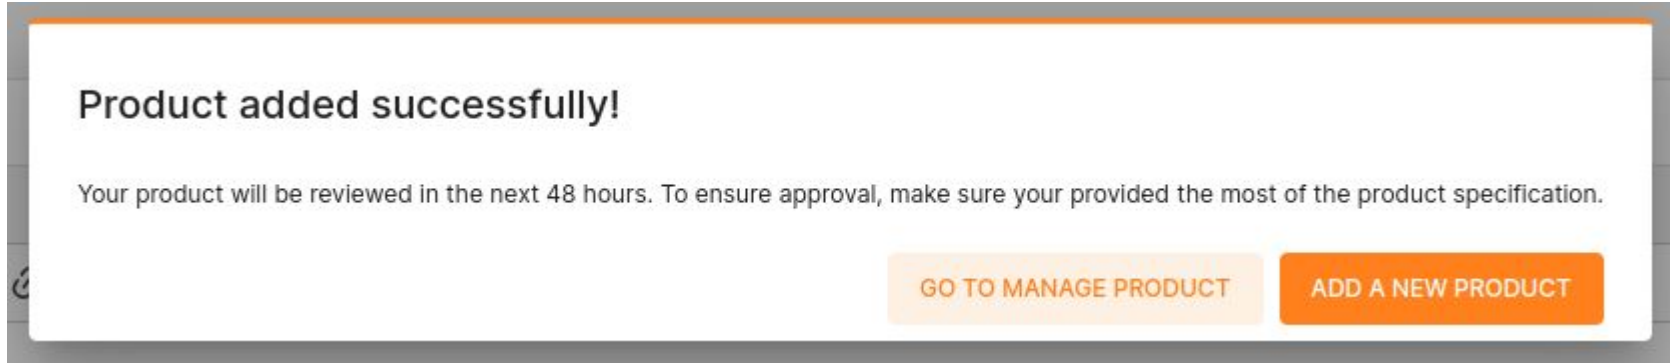 Product added successfully!
Your product will be reviewed in the next 48 hours. To ensure approval, make sure your provided the most of the product specification.
GO TO MANAGE PRODUCT
ADD A NEW PRODUCT